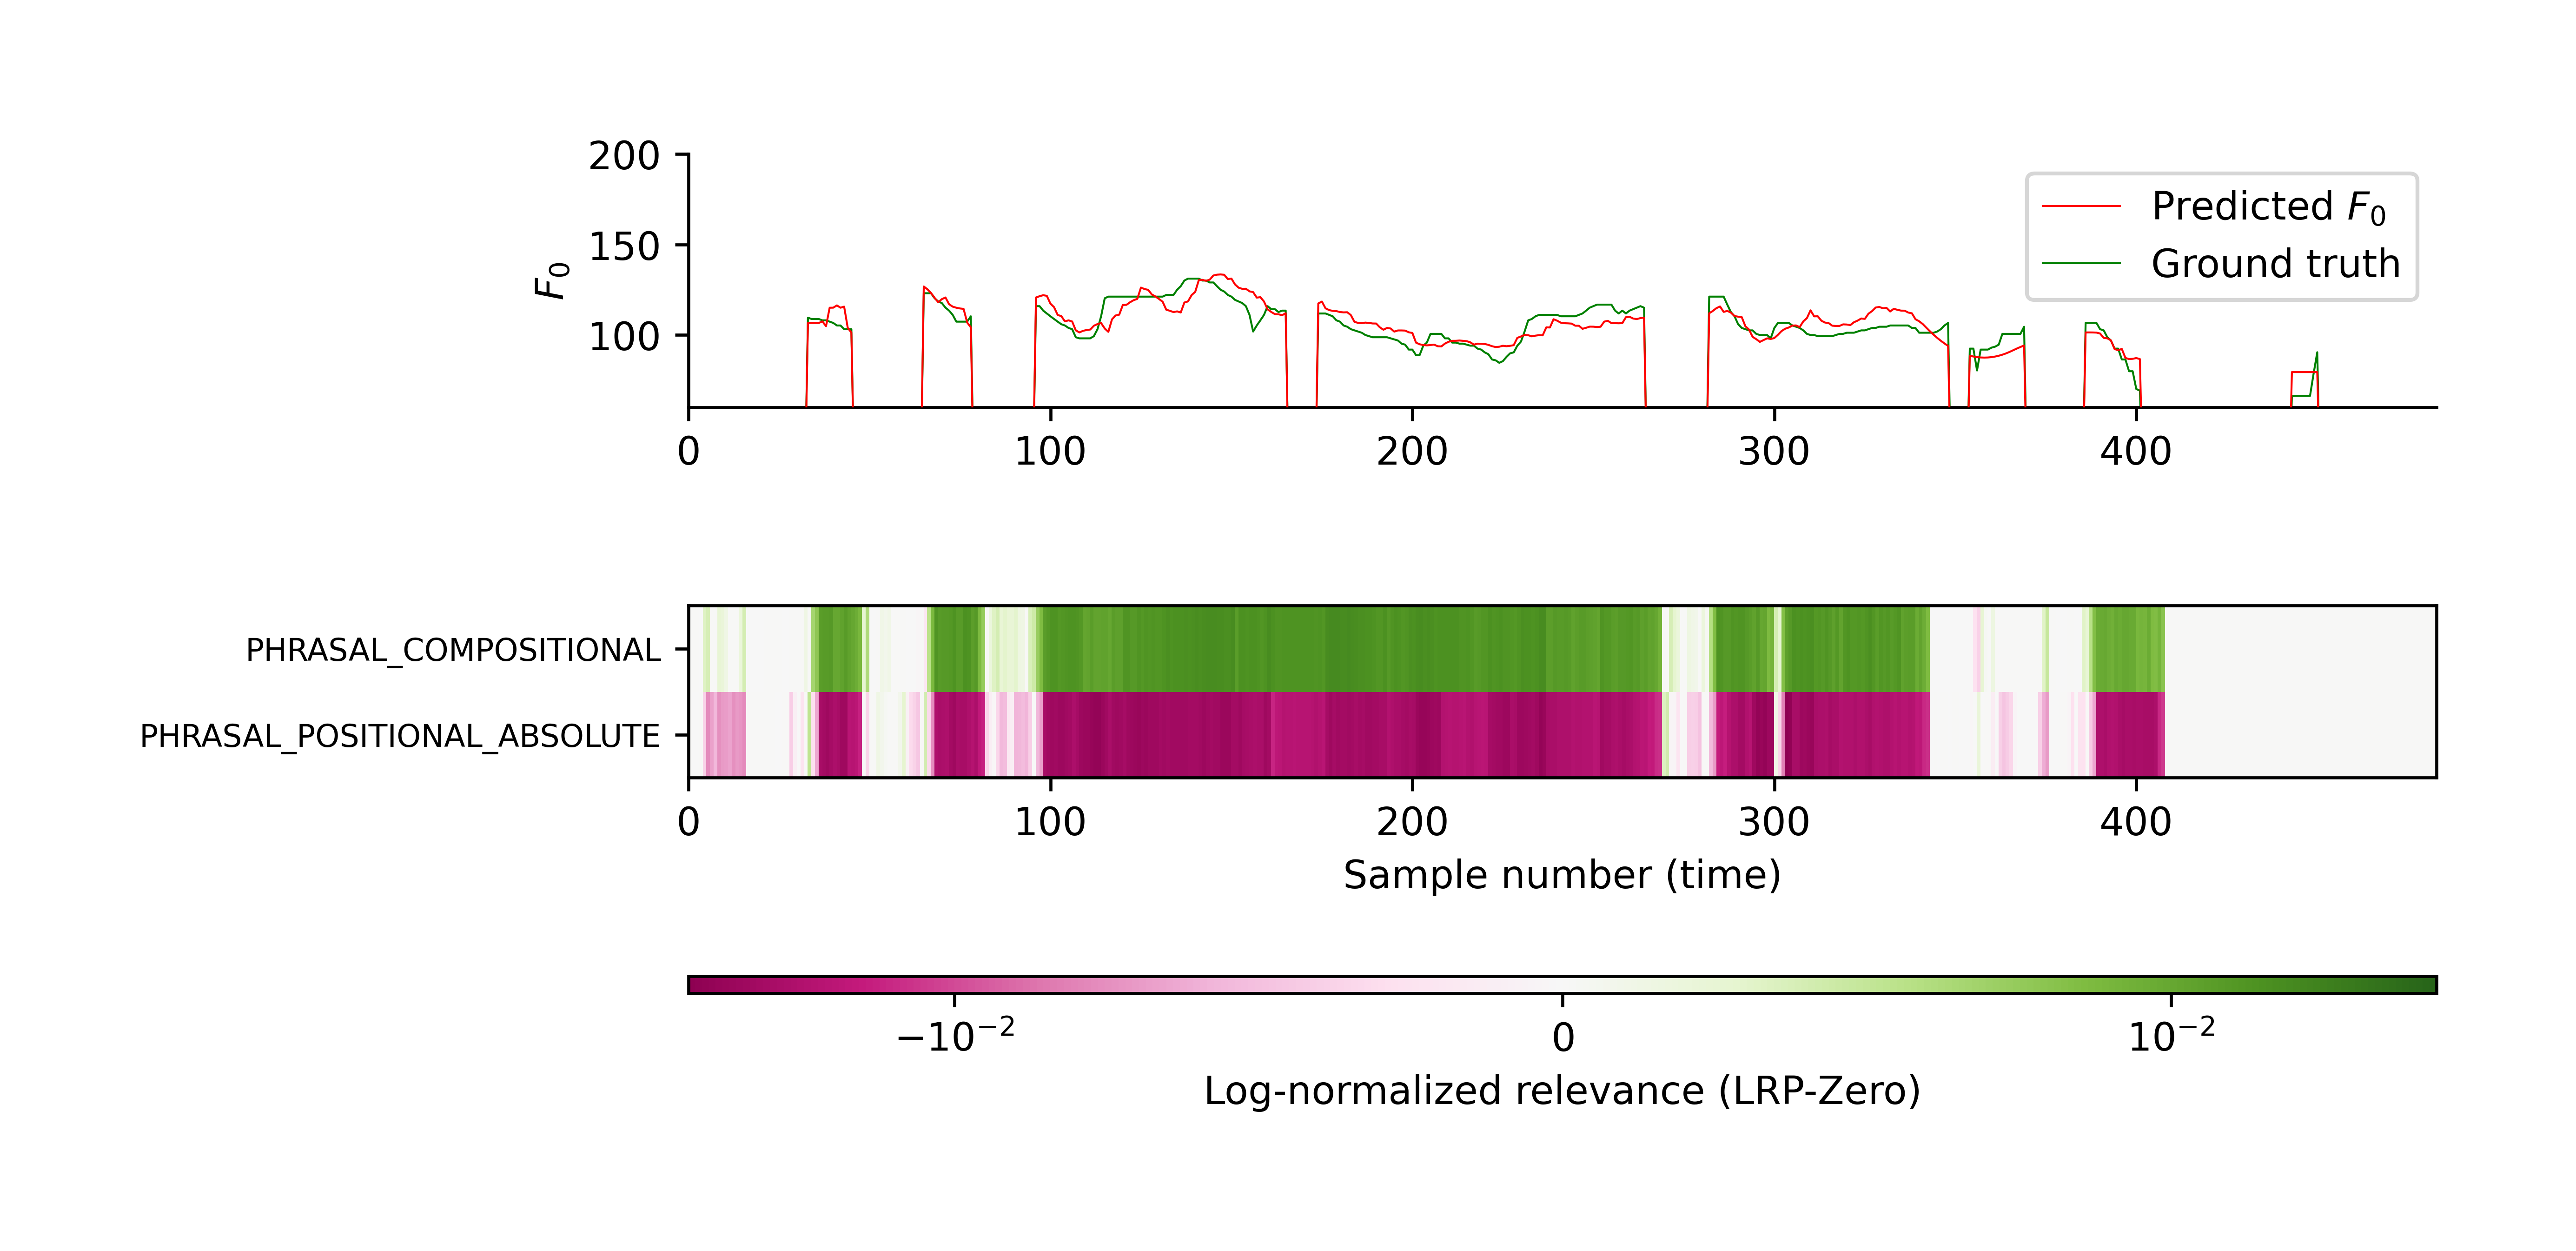 200
150
100
F₀
Predicted F₀
Ground truth
0 100 200 300 400
PHRASAL_COMPOSITIONAL
PHRASAL_POSITIONAL_ABSOLUTE
0 100 200 300 400
Sample number (time)
−10⁻² 0 10⁻²
Log-normalized relevance (LRP-Zero)